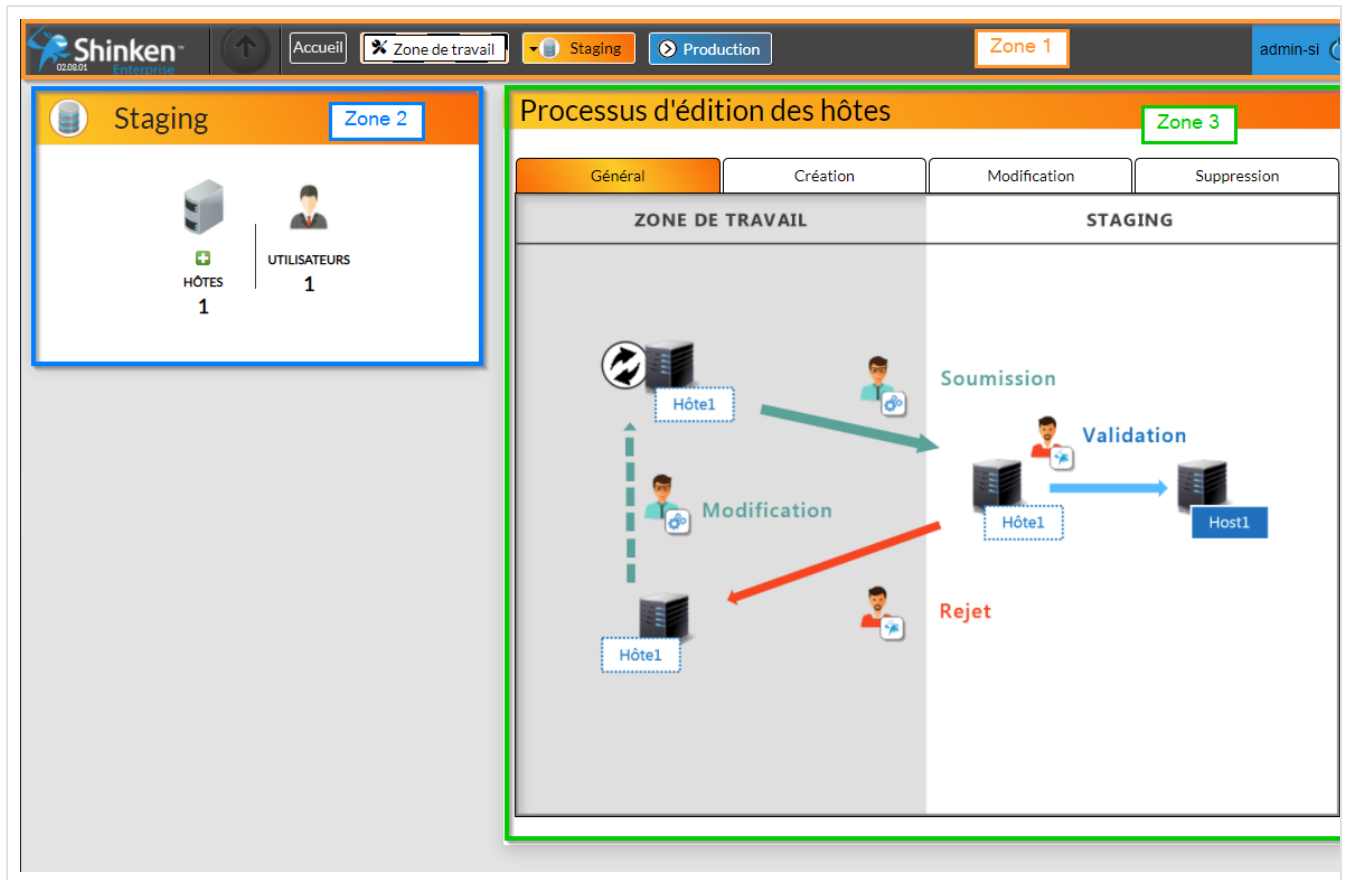 Shinken
02.08.01
Enterprise
Accueil
Zone de travail
Staging
Production
Zone 1
admin-si
Staging
Zone 2
HÔTES
1
UTILISATEURS
1
Processus d'édition des hôtes
Zone 3
Général
Création
Modification
Suppression
ZONE DE TRAVAIL
STAGING
Hôte1
Soumission
Validation
Modification
Hôte1
Host1
Rejet
Hôte1